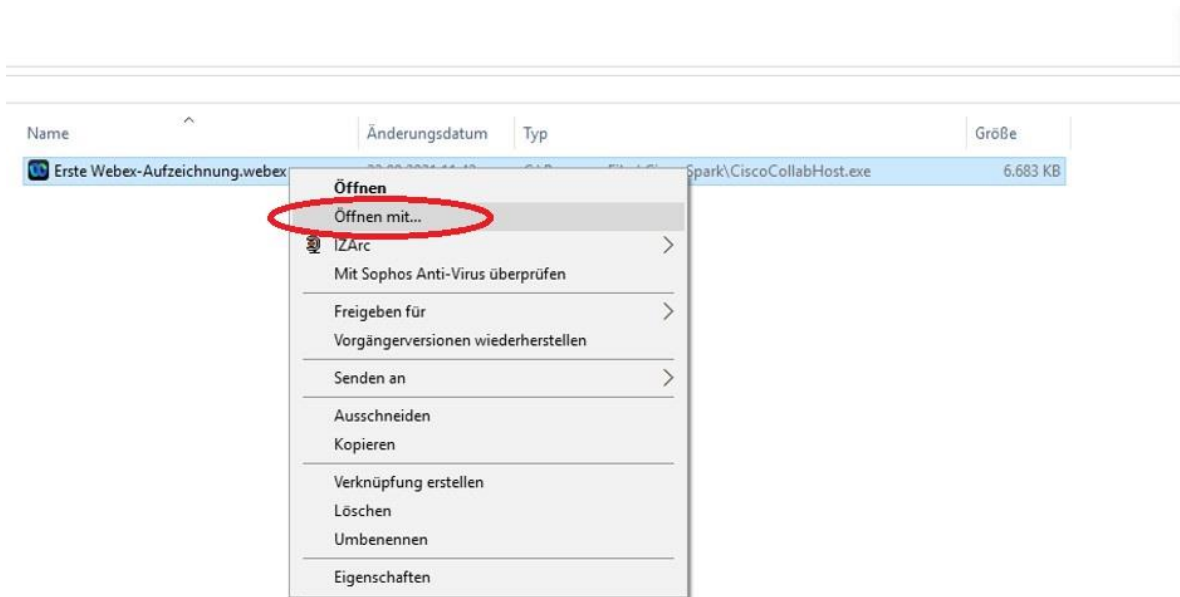 Name Änderungsdatum Typ Größe
Erste Webex-Aufzeichnung.webex Spark\CiscoCollabHost.exe 6.683 KB
Öffnen
Öffnen mit...
IZArc
Mit Sophos Anti-Virus überprüfen
Freigeben für
Vorgängerversionen wiederherstellen
Senden an
Ausschneiden
Kopieren
Verknüpfung erstellen
Löschen
Umbenennen
Eigenschaften